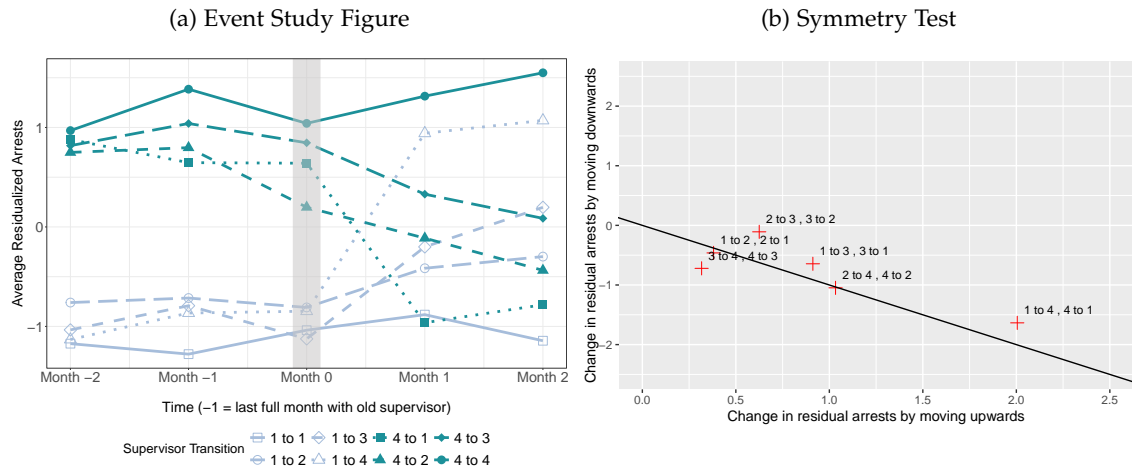 (a) Event Study Figure
Average Residualized Arrests
1
0
−1
Month −2
Month −1
Month 0
Month 1
Month 2
Time (−1 = last full month with old supervisor)
Supervisor Transition
1 to 1
1 to 3
4 to 1
4 to 3
1 to 2
1 to 4
4 to 2
4 to 4
(b) Symmetry Test
Change in residual arrests by moving downwards
2
1
0
−1
−2
2 to 3 , 3 to 2
1 to 2 , 2 to 1
3 to 4 , 4 to 3
1 to 3 , 3 to 1
2 to 4 , 4 to 2
1 to 4 , 4 to 1
0.0
0.5
1.0
1.5
2.0
2.5
Change in residual arrests by moving upwards